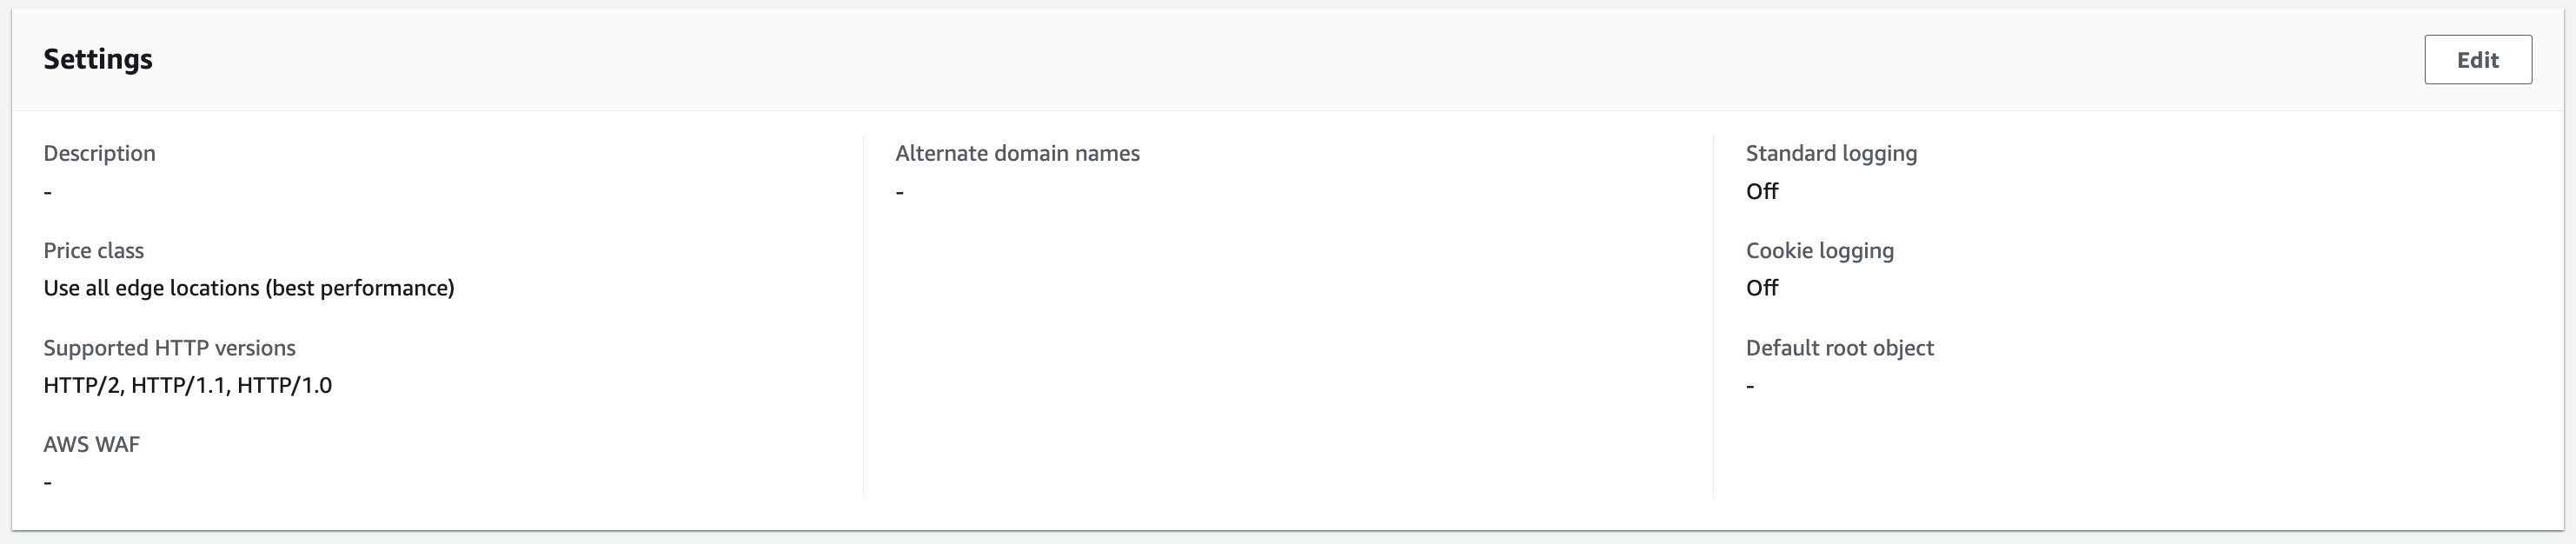 Settings
Edit
Description
-
Price class
Use all edge locations (best performance)
Supported HTTP versions
HTTP/2, HTTP/1.1, HTTP/1.0
AWS WAF
-
Alternate domain names
-
Standard logging
Off
Cookie logging
Off
Default root object
-